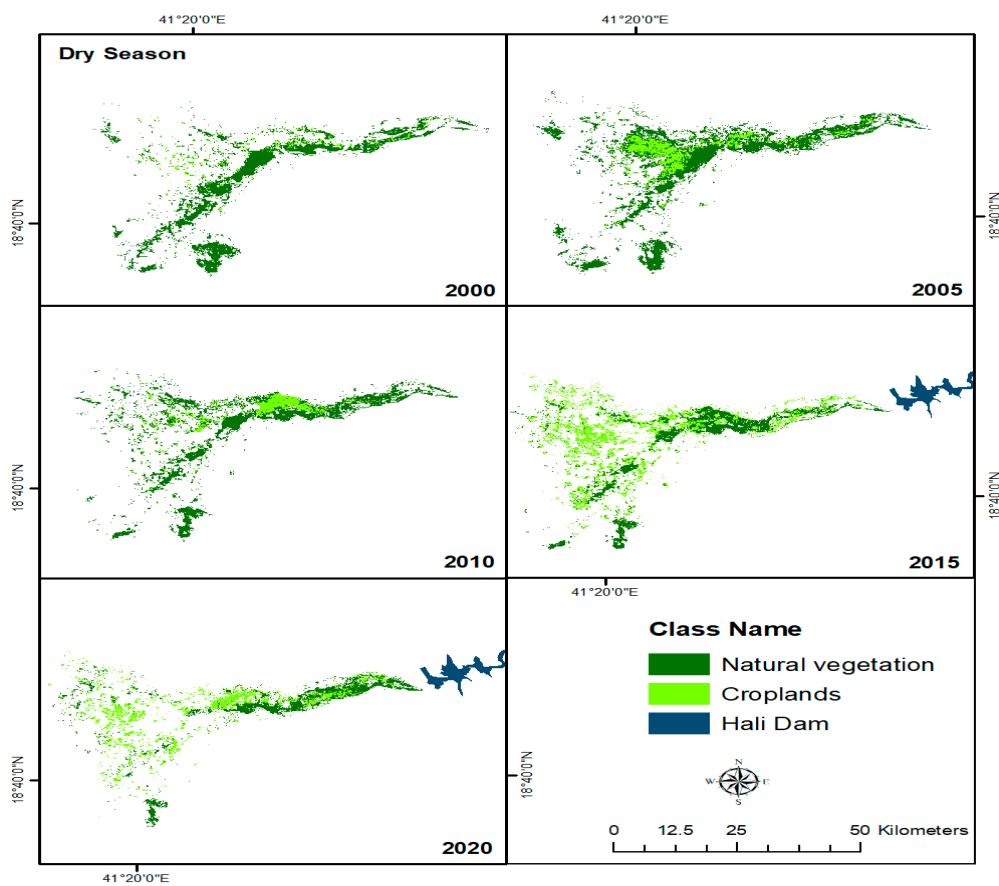 41°20'0"E
41°20'0"E
Dry Season
18°40'0"N
18°40'0"N
2000
2005
18°40'0"N
18°40'0"N
2010
2015
41°20'0"E
Class Name
Natural vegetation
Croplands
Hali Dam
18°40'0"N
18°40'0"N
N
W E
S
0 12.5 25 50 Kilometers
2020
41°20'0"E